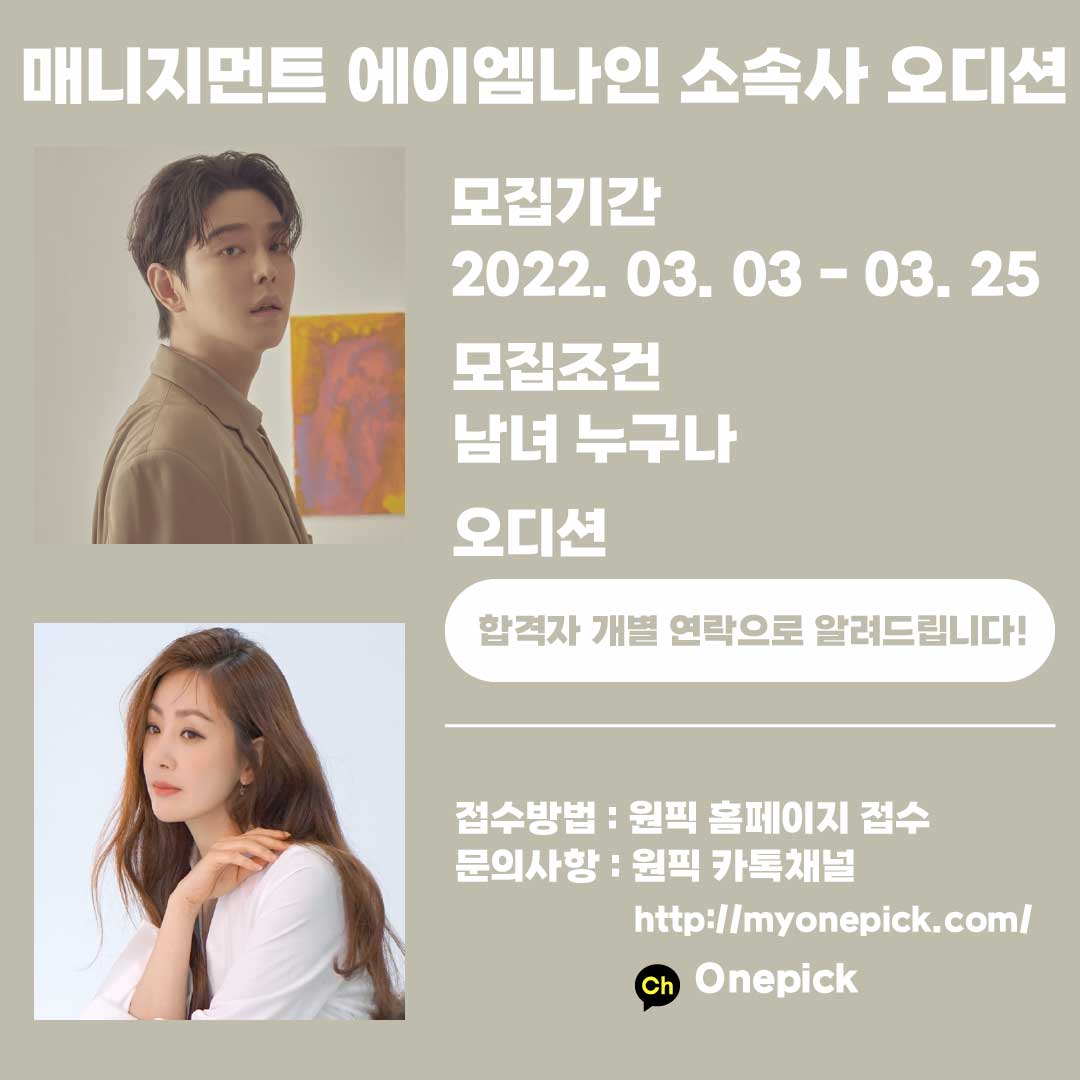 매니지먼트 에이엠나인 소속사 오디션
모집기간
2022. 03. 03 - 03. 25
모집조건
남녀 누구나
오디션
합격자 개별 연락으로 알려드립니다!
접수방법 : 원픽 홈페이지 접수
문의사항 : 원픽 카톡채널
http://myonepick.com/
Ch Onepick